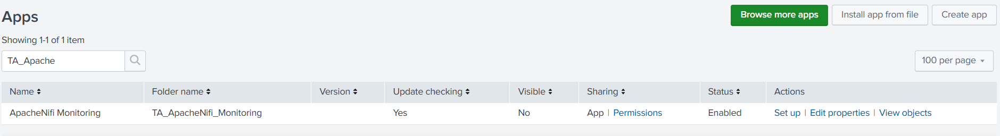 Apps
Browse more apps Install app from file Create app
Showing 1-1 of 1 item
TA_Apache
100 per page
Name Folder name Version Update checking Visible Sharing Status Actions
ApacheNifi Monitoring TA_ApacheNifi_Monitoring Yes No App | Permissions Enabled Set up | Edit properties | View objects